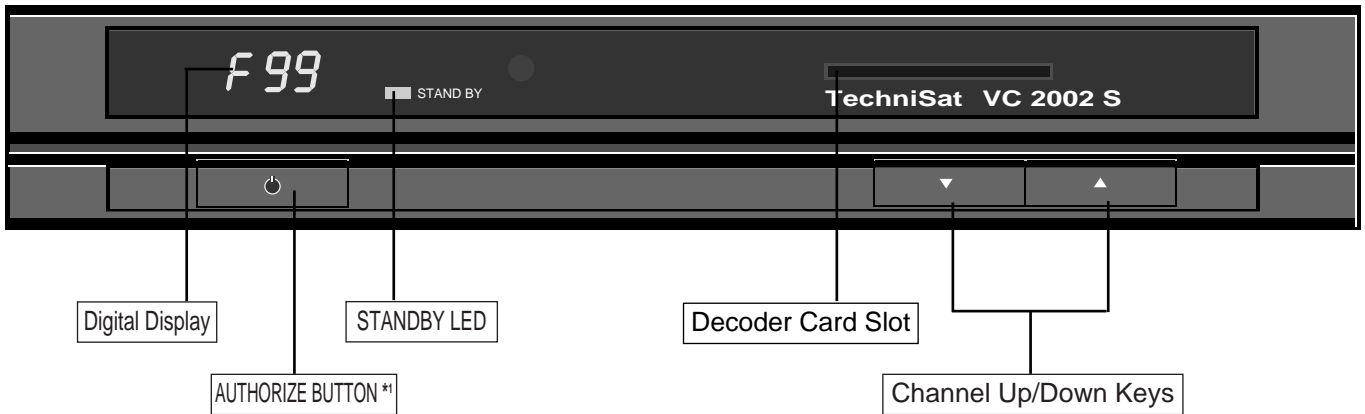 F 99
STAND BY
TechniSat VC 2002 S
Digital Display
STANDBY LED
Decoder Card Slot
AUTHORIZE BUTTON *1
Channel Up/Down Keys